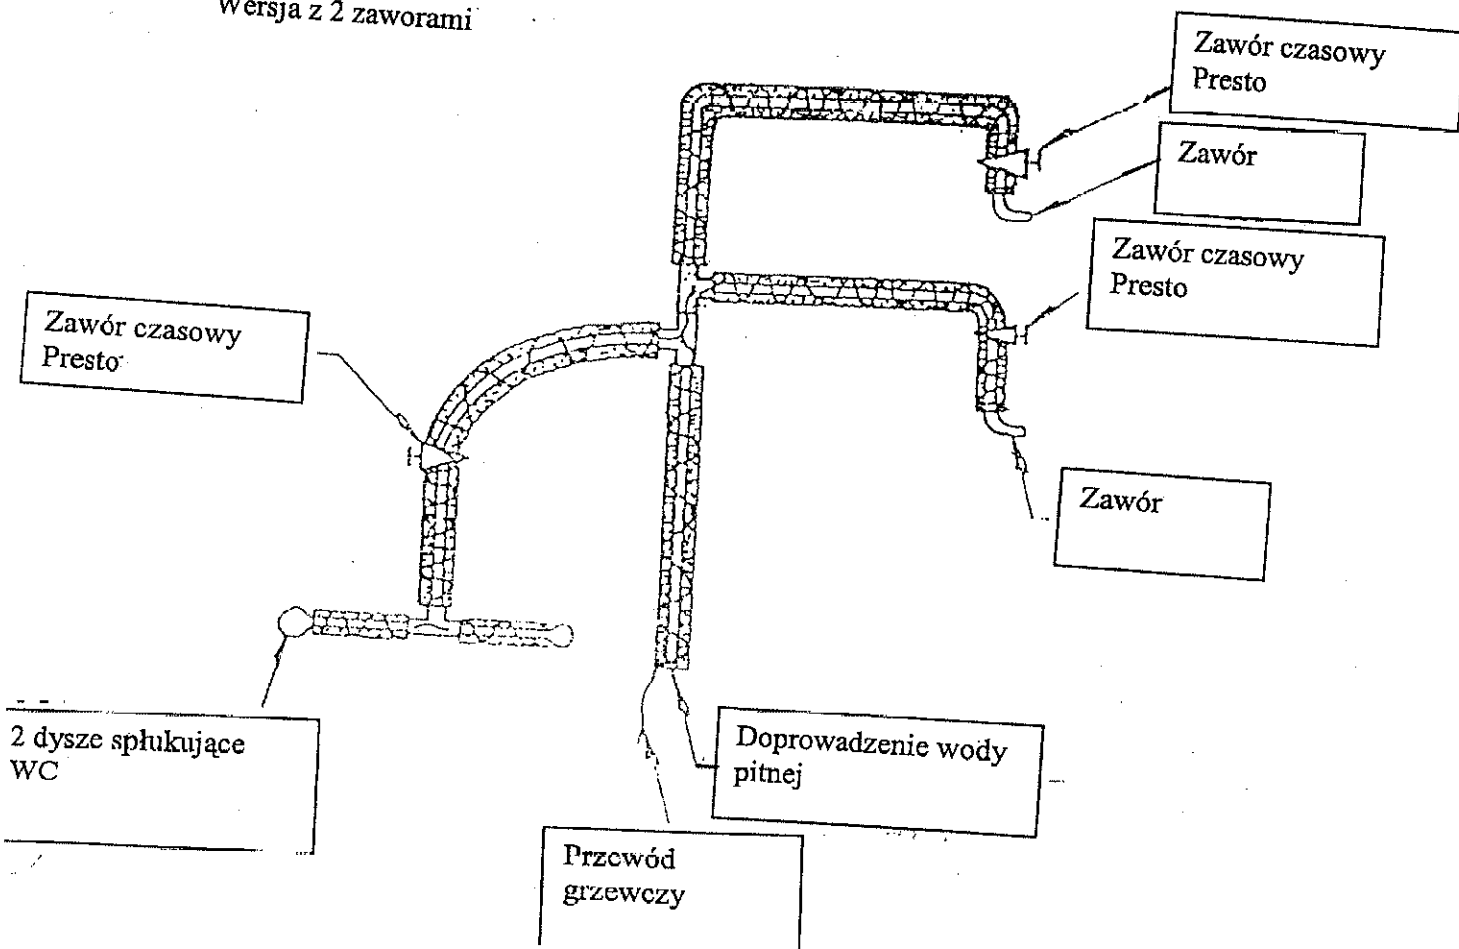 Wersja z 2 zaworami
Zawór czasowy
Presto
Zawór
Zawór czasowy
Presto
Zawór czasowy
Presto
Zawór
2 dysze spłukujące
WC
Doprowadzenie wody
pitnej
Przewód
grzewczy